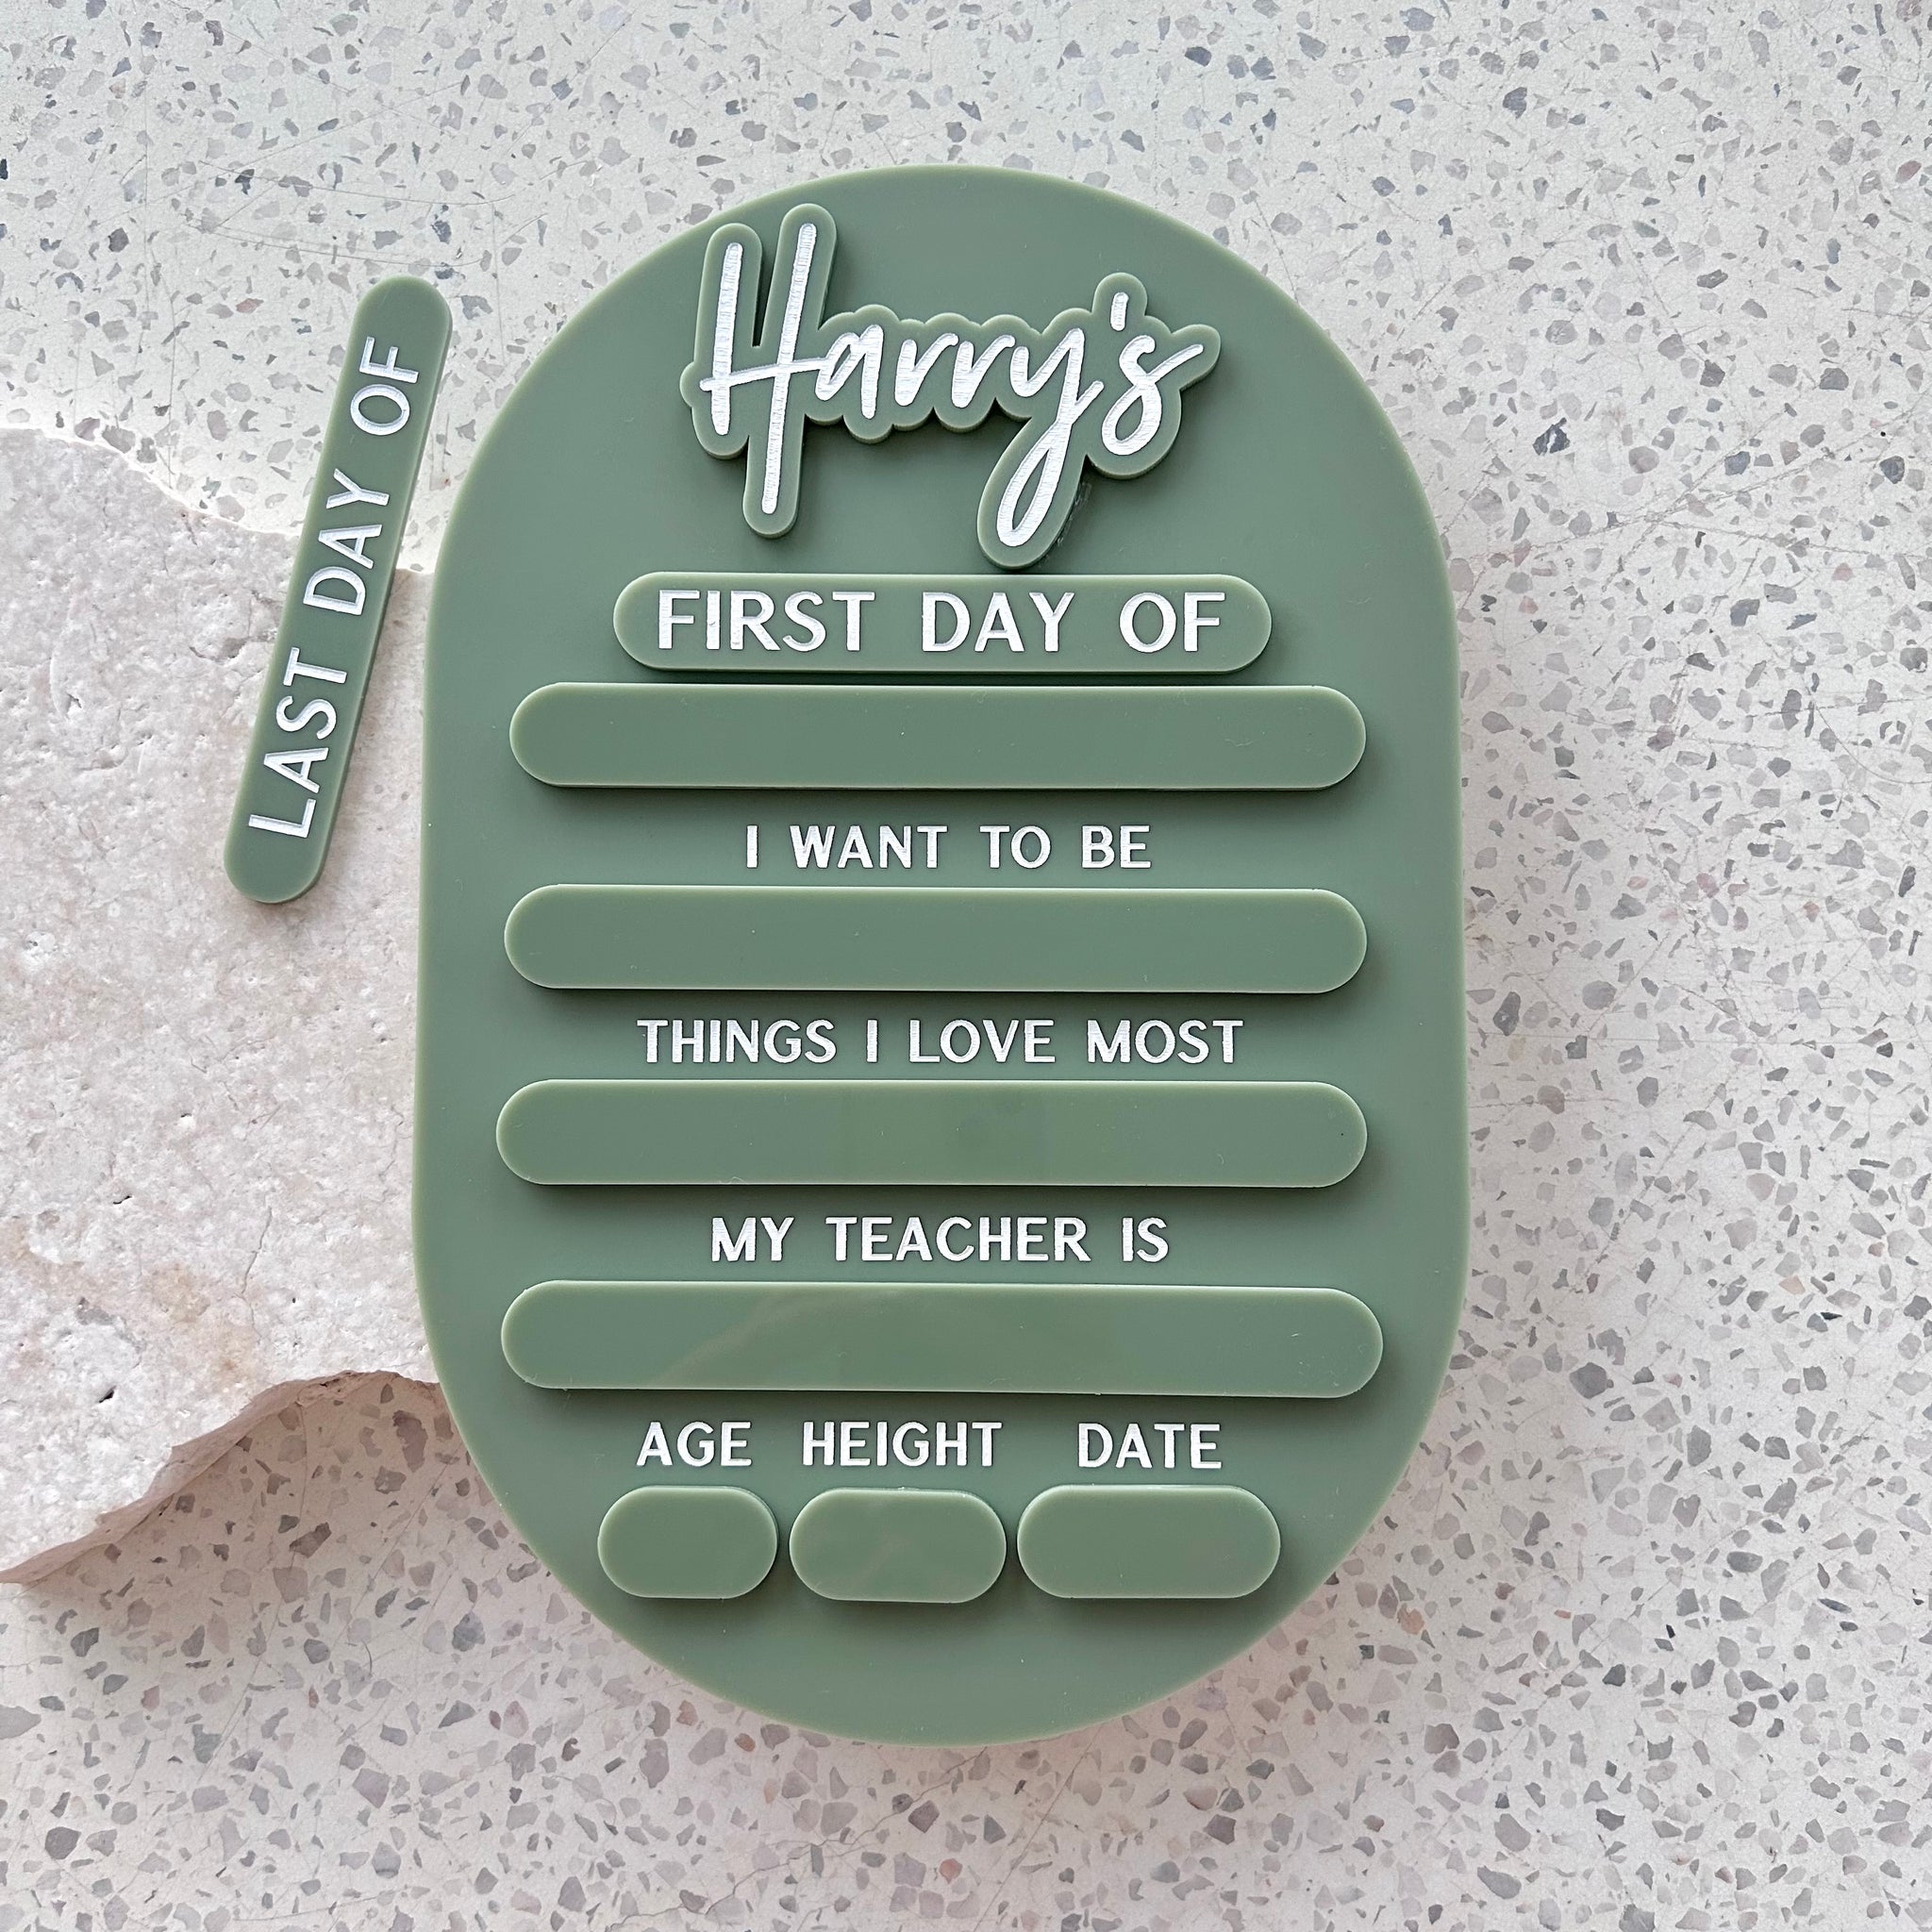 Harry's
FIRST DAY OF
I WANT TO BE
THINGS I LOVE MOST
MY TEACHER IS
AGE HEIGHT DATE
LAST DAY OF